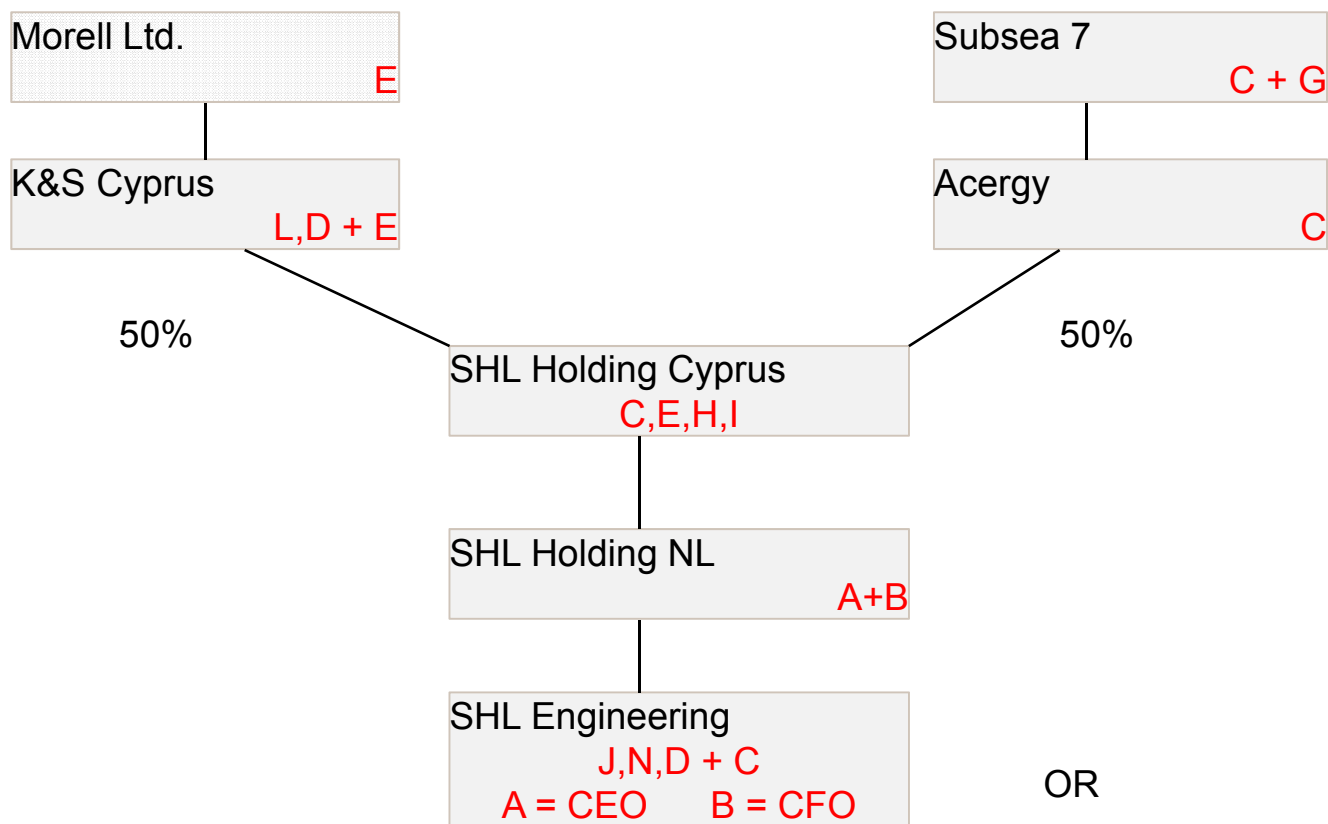 Morell Ltd.
E
Subsea 7
C + G
K&S Cyprus
L,D + E
Acergy
C
50%
50%
SHL Holding Cyprus
C,E,H,I
SHL Holding NL
A+B
SHL Engineering
J,N,D + C
A = CEO B = CFO
OR